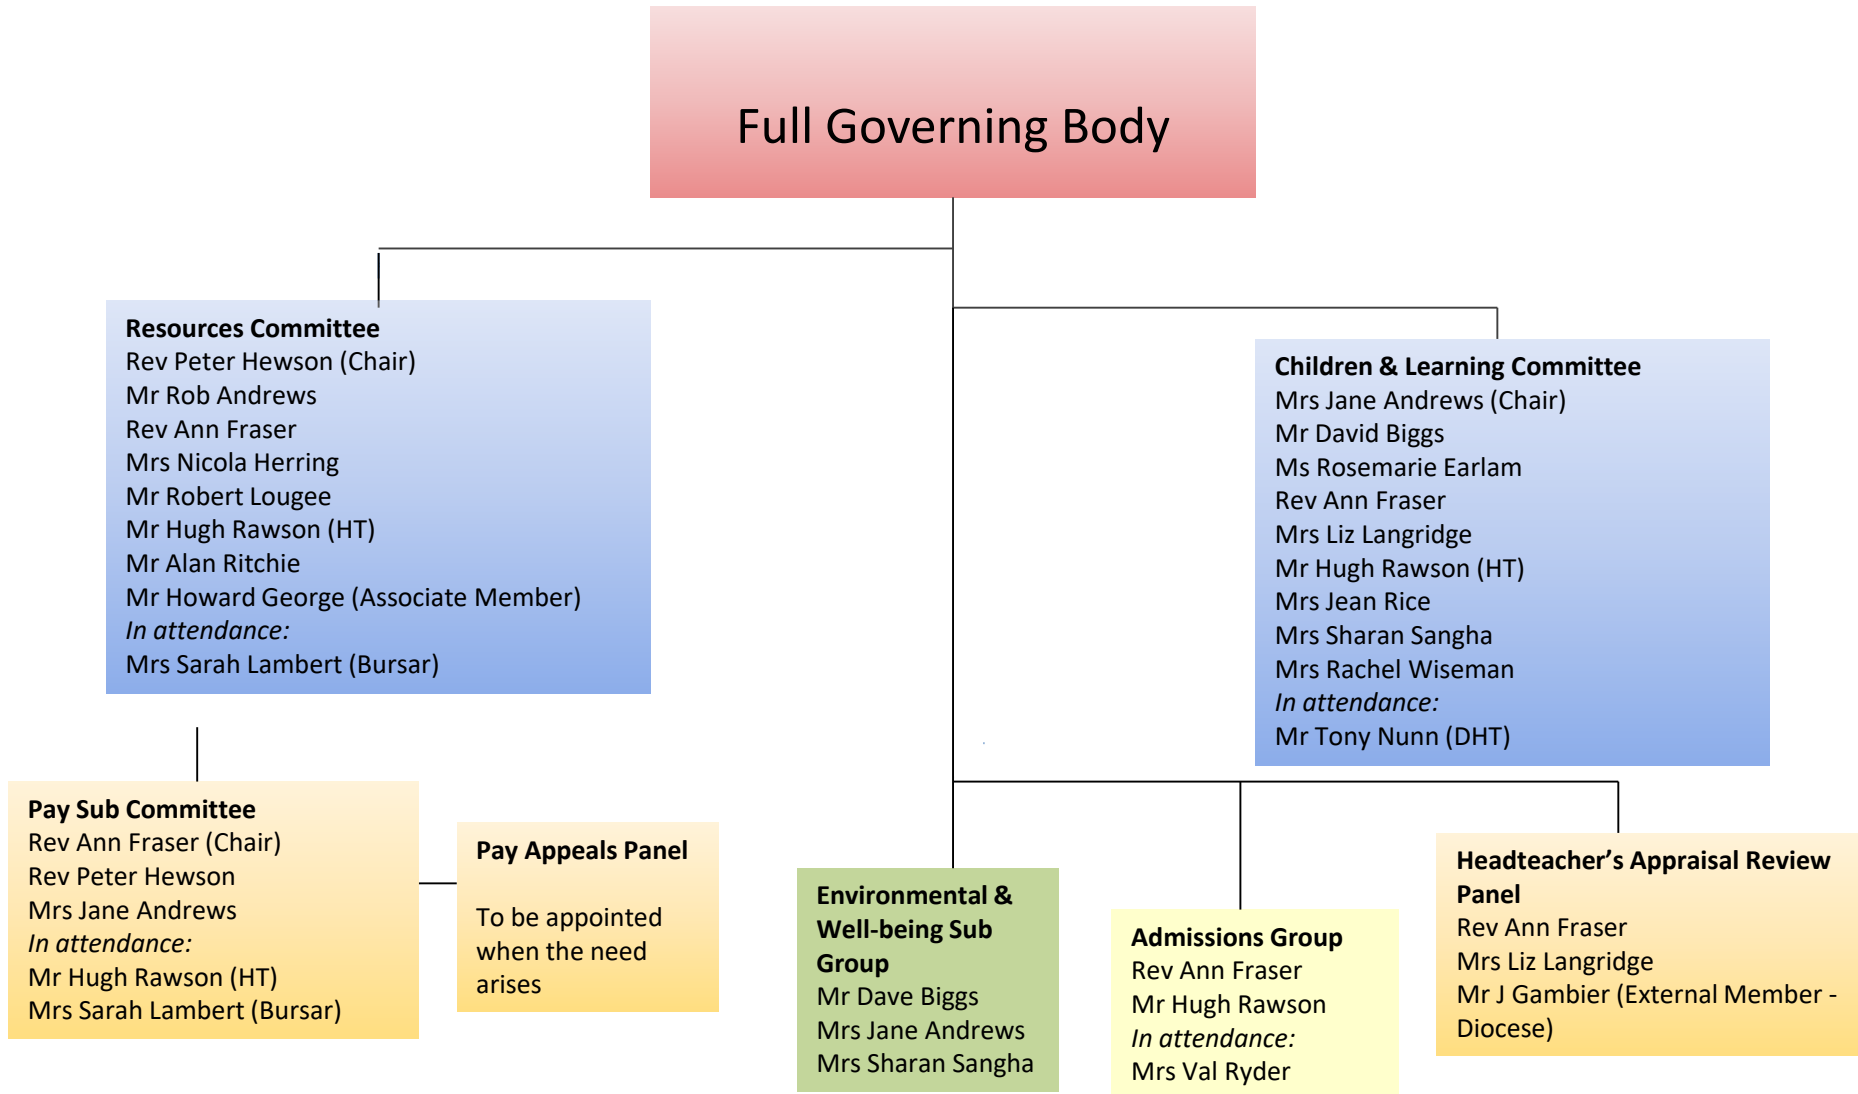 Full Governing Body
Resources Committee
Rev Peter Hewson (Chair)
Mr Rob Andrews
Rev Ann Fraser
Mrs Nicola Herring
Mr Robert Lougee
Mr Hugh Rawson (HT)
Mr Alan Ritchie
Mr Howard George (Associate Member)
In attendance:
Mrs Sarah Lambert (Bursar)
Children & Learning Committee
Mrs Jane Andrews (Chair)
Mr David Biggs
Ms Rosemarie Earlam
Rev Ann Fraser
Mrs Liz Langridge
Mr Hugh Rawson (HT)
Mrs Jean Rice
Mrs Sharan Sangha
Mrs Rachel Wiseman
In attendance:
Mr Tony Nunn (DHT)
Pay Sub Committee
Rev Ann Fraser (Chair)
Rev Peter Hewson
Mrs Jane Andrews
In attendance:
Mr Hugh Rawson (HT)
Mrs Sarah Lambert (Bursar)
Pay Appeals Panel
To be appointed
when the need
arises
Environmental &
Well-being Sub
Group
Mr Dave Biggs
Mrs Jane Andrews
Mrs Sharan Sangha
Admissions Group
Rev Ann Fraser
Mr Hugh Rawson
In attendance:
Mrs Val Ryder
Headteacher’s Appraisal Review
Panel
Rev Ann Fraser
Mrs Liz Langridge
Mr J Gambier (External Member -
Diocese)